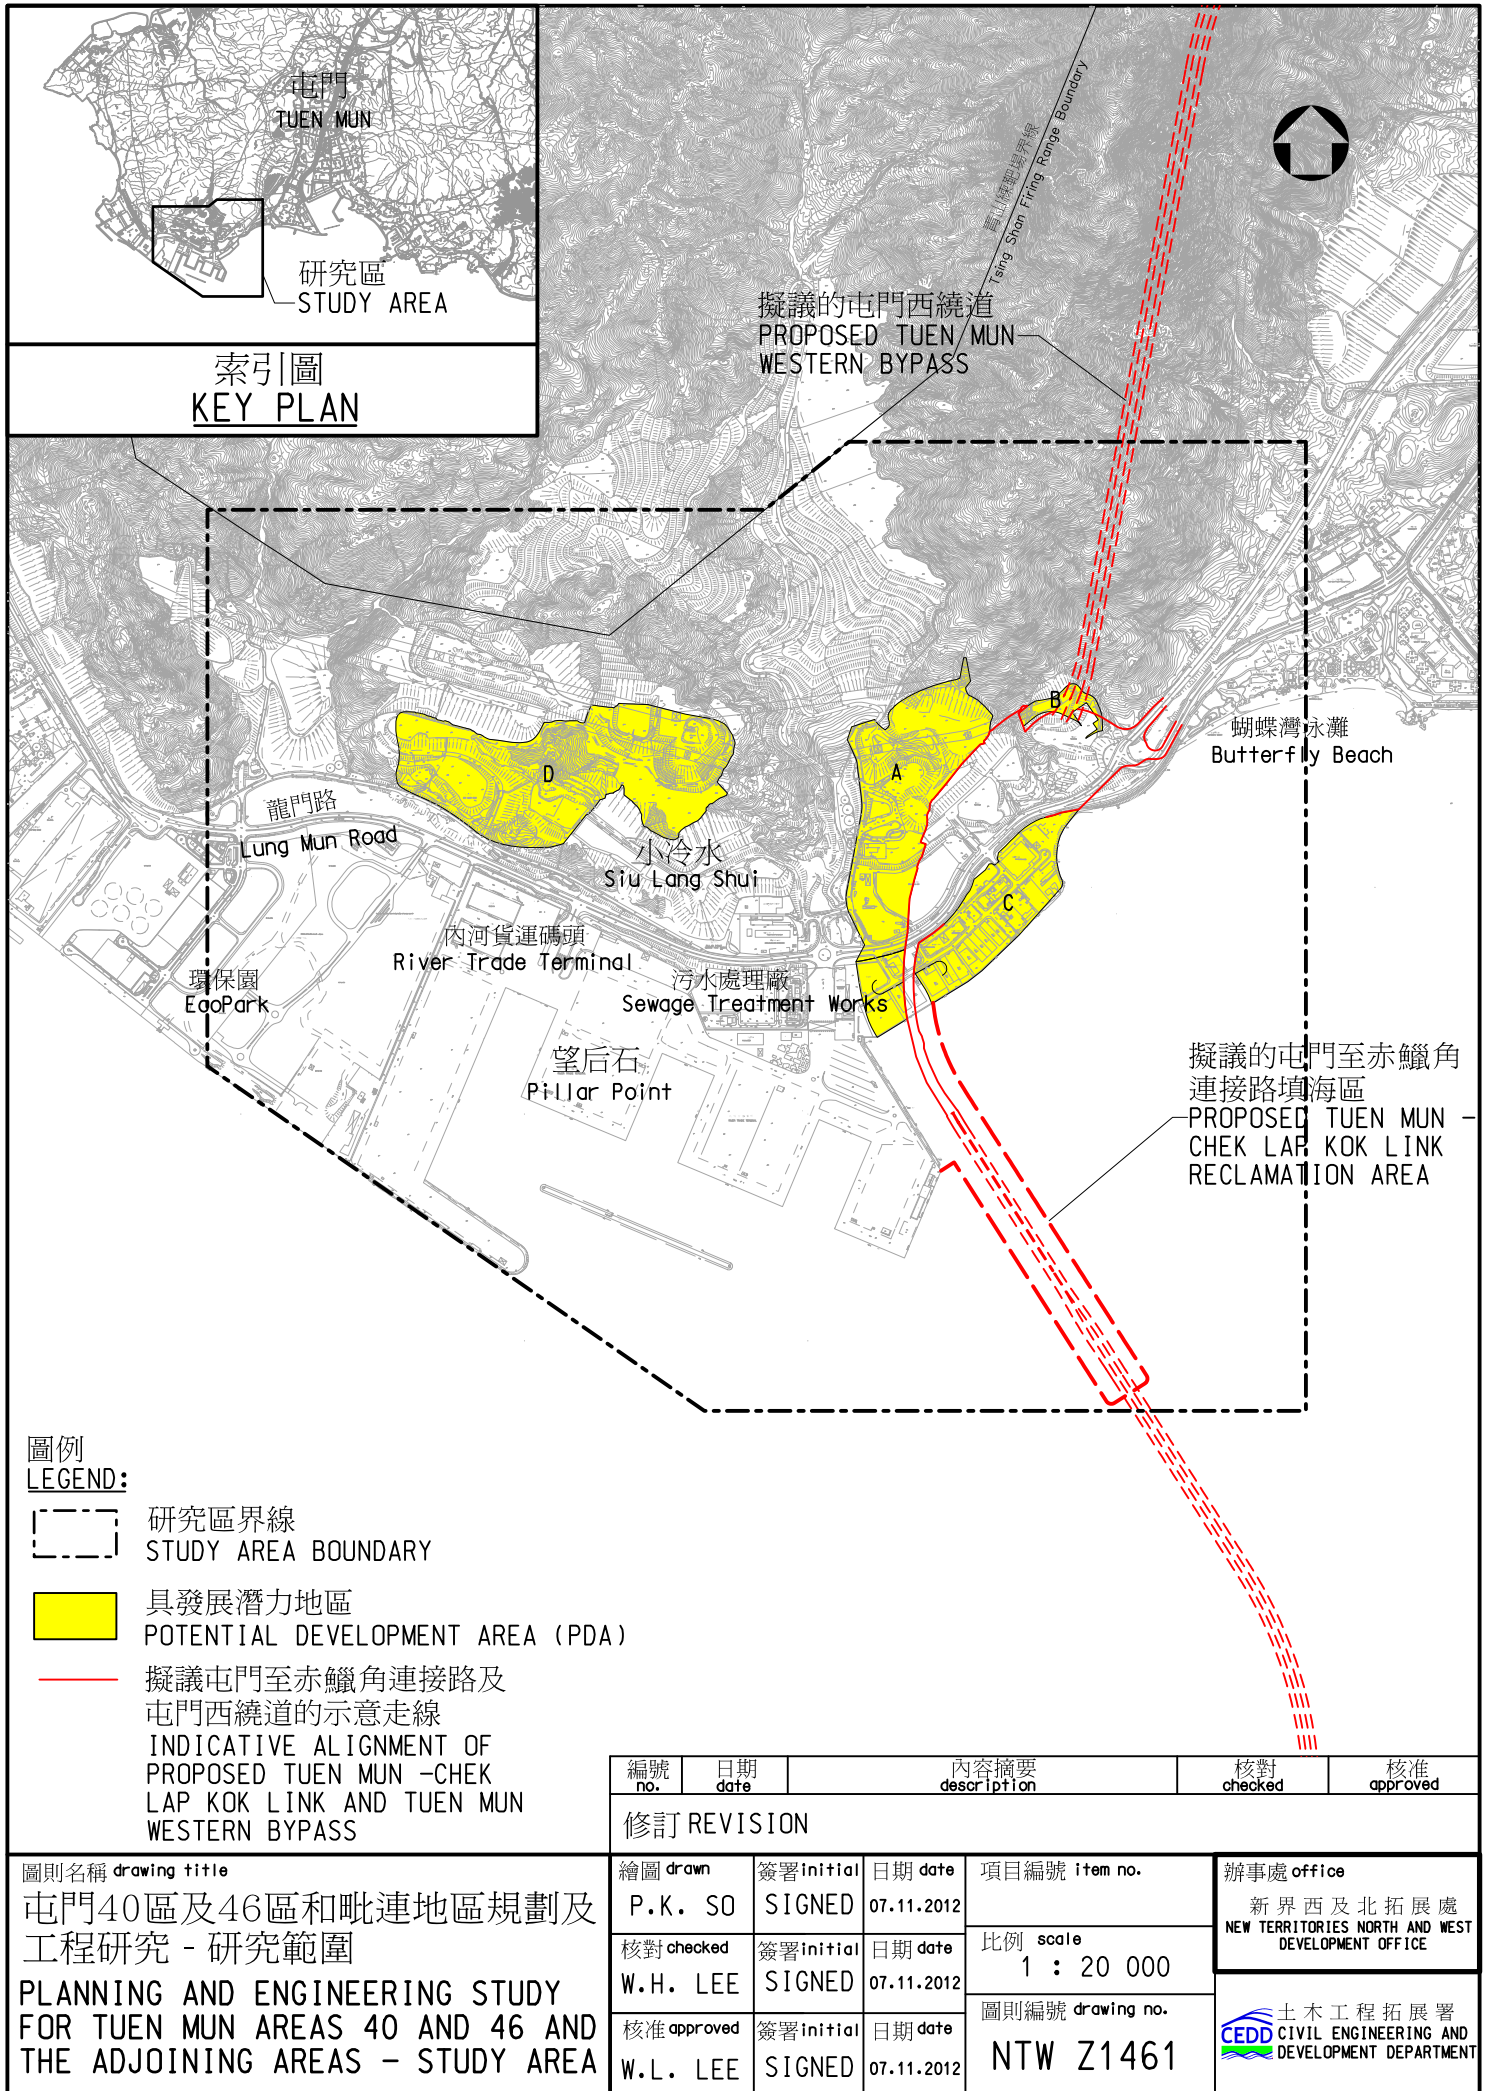 屯門
TUEN MUN
研究區
STUDY AREA
索引圖
KEY PLAN
青山練靶場界線
Tsing Shan Firing Range Boundary
擬議的屯門西繞道
PROPOSED TUEN MUN
WESTERN BYPASS
B
蝴蝶灣泳灘
Butterfly Beach
D
A
龍門路
Lung Mun Road
小冷水
Siu Lang Shui
C
內河貨運碼頭
River Trade Terminal
環保園
EcoPark
污水處理廠
Sewage Treatment Works
望后石
Pillar Point
擬議的屯門至赤鱲角
連接路填海區
PROPOSED TUEN MUN -
CHEK LAP KOK LINK
RECLAMATION AREA
圖例
LEGEND:
研究區界線
STUDY AREA BOUNDARY
具發展潛力地區
POTENTIAL DEVELOPMENT AREA (PDA)
擬議屯門至赤鱲角連接路及
屯門西繞道的示意走線
INDICATIVE ALIGNMENT OF
PROPOSED TUEN MUN -CHEK
LAP KOK LINK AND TUEN MUN
WESTERN BYPASS
編號 日期 內容摘要 核對 核准
no. date description checked approved
修訂 REVISION
圖則名稱 drawing title
屯門40區及46區和毗連地區規劃及
工程研究 - 研究範圍
PLANNING AND ENGINEERING STUDY
FOR TUEN MUN AREAS 40 AND 46 AND
THE ADJOINING AREAS - STUDY AREA
繪圖 drawn 簽署 initial 日期 date
P.K. SO SIGNED 07.11.2012
核對 checked 簽署 initial 日期 date
W.H. LEE SIGNED 07.11.2012
核准 approved 簽署 initial 日期 date
W.L. LEE SIGNED 07.11.2012
項目編號 item no.
比例 scale
1 : 20 000
圖則編號 drawing no.
NTW Z1461
辦事處 office
新界西及北拓展處
NEW TERRITORIES NORTH AND WEST
DEVELOPMENT OFFICE
CEDD
土木工程拓展署
CIVIL ENGINEERING AND
DEVELOPMENT DEPARTMENT